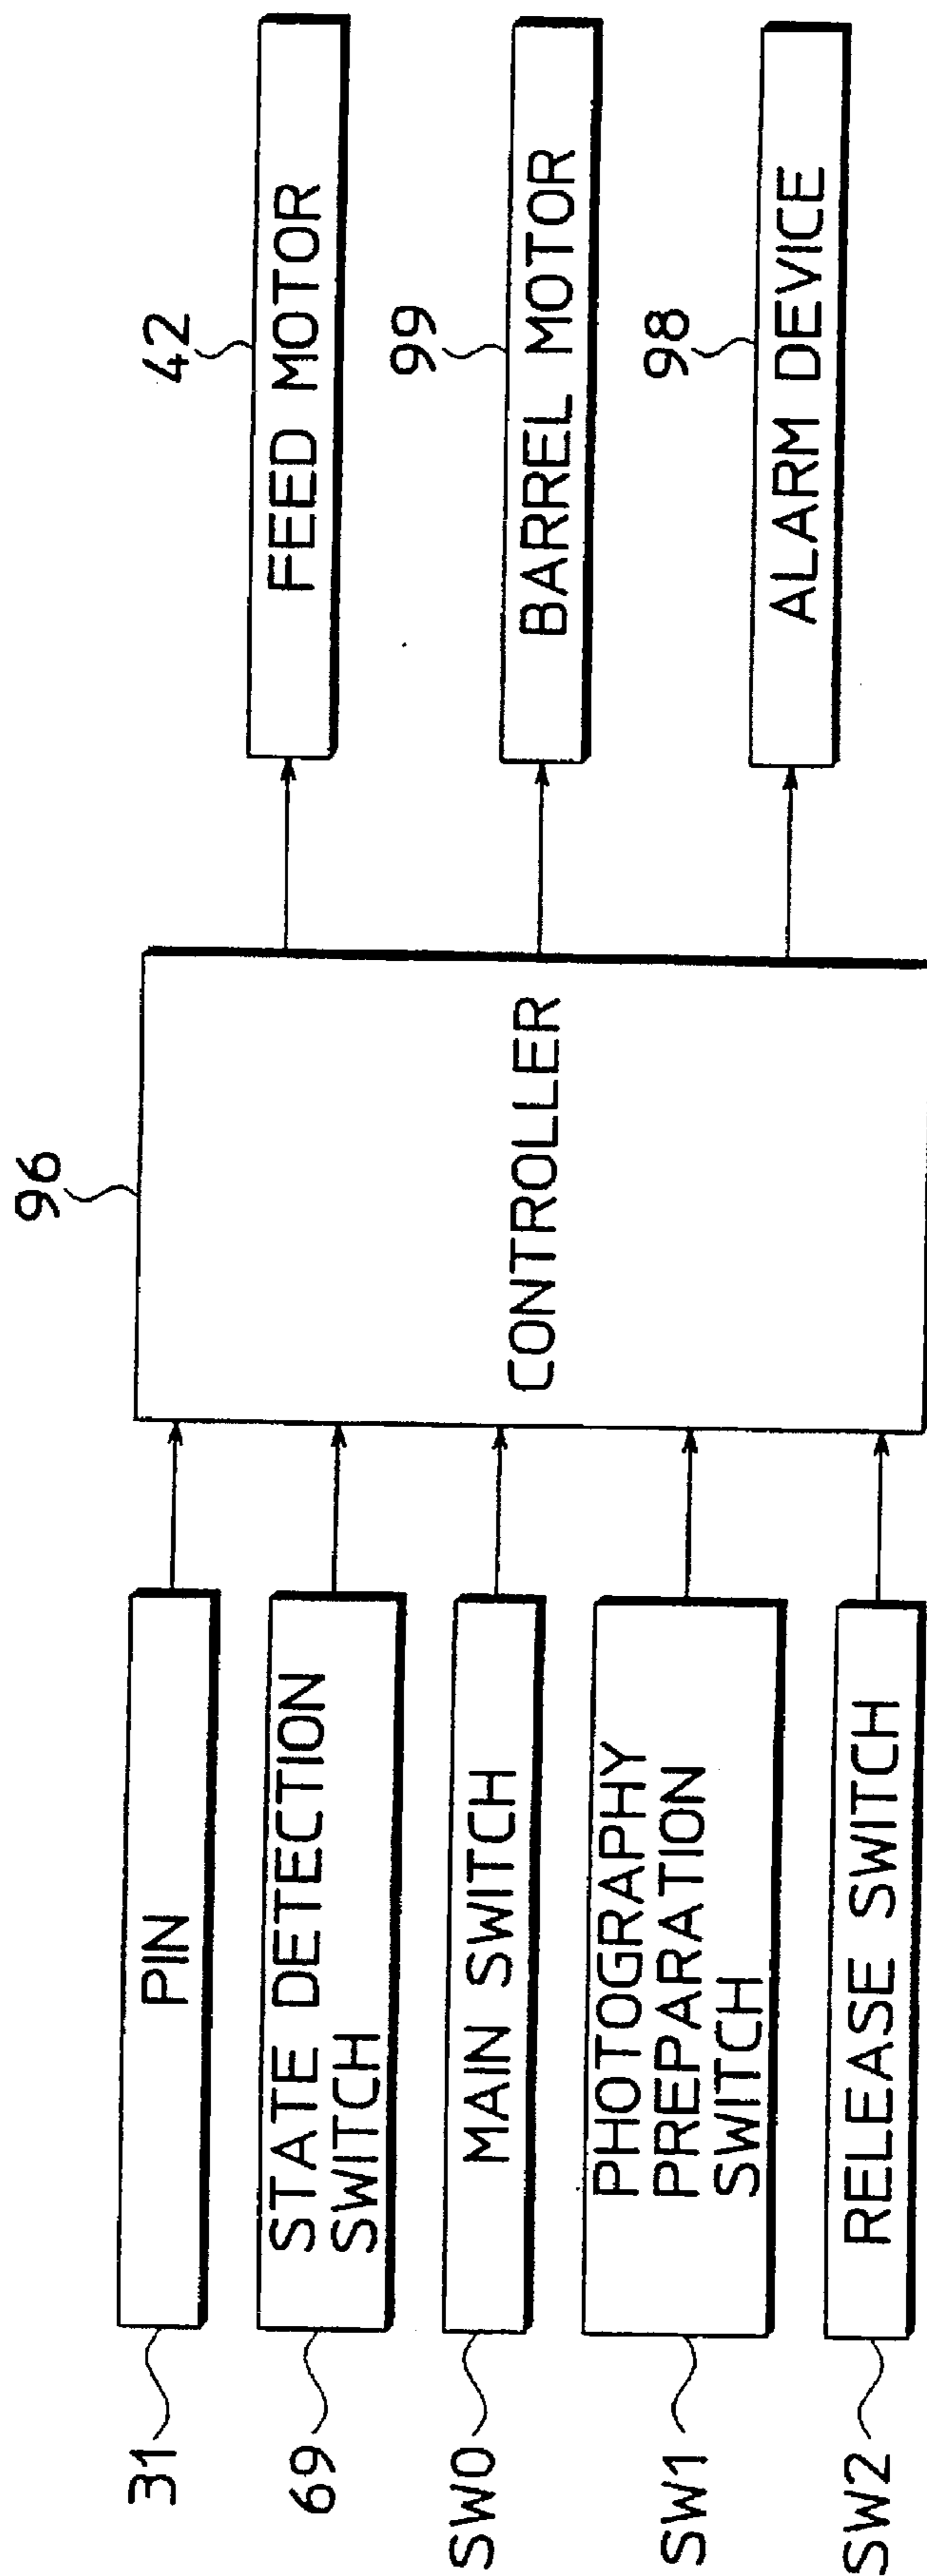 31
PIN
69
STATE DETECTION
SWITCH
SW0
MAIN SWITCH
SW1
PHOTOGRAPHY
PREPARATION
SWITCH
SW2
RELEASE SWITCH
96
CONTROLLER
42
FEED MOTOR
99
BARREL MOTOR
98
ALARM DEVICE